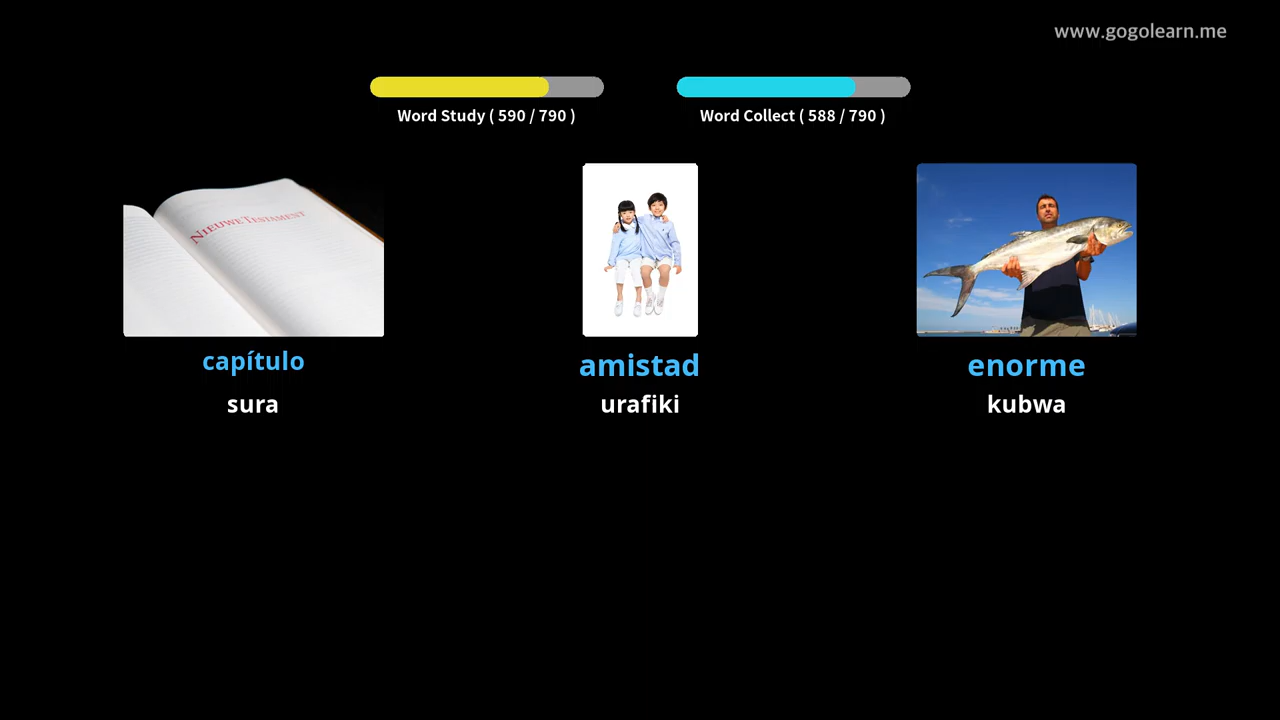 www.gogolearn.me
Word Study ( 590 / 790 )
Word Collect ( 588 / 790 )
NIEUWE TESTAMENT
capítulo
amistad
enorme
sura
urafiki
kubwa